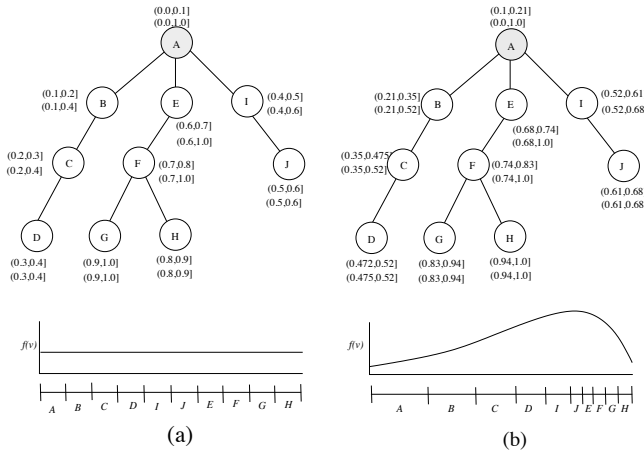 (0.0,0.1]
(0.0,1.0]
A
(0.1,0.2]
(0.1,0.4]
B
E
(0.6,0.7]
(0.6,1.0]
I
(0.4,0.5]
(0.4,0.6]
(0.2,0.3]
(0.2,0.4]
C
F
(0.7,0.8]
(0.7,1.0]
J
(0.5,0.6]
(0.5,0.6]
D
(0.3,0.4]
(0.3,0.4]
G
(0.9,1.0]
(0.9,1.0]
H
(0.8,0.9]
(0.8,0.9]
f(v)
A B C D I J E F G H
(a)
(0.1,0.21]
(0.0,1.0]
A
(0.21,0.35]
(0.21,0.52]
B
E
(0.68,0.74]
(0.68,1.0]
I
(0.52,0.61]
(0.52,0.68]
(0.35,0.475]
(0.35,0.52]
C
F
(0.74,0.83]
(0.74,1.0]
J
(0.61,0.68]
(0.61,0.68]
D
(0.472,0.52]
(0.475,0.52]
G
(0.83,0.94]
(0.83,0.94]
H
(0.94,1.0]
(0.94,1.0]
f(v)
A B C D I J E F G H
(b)